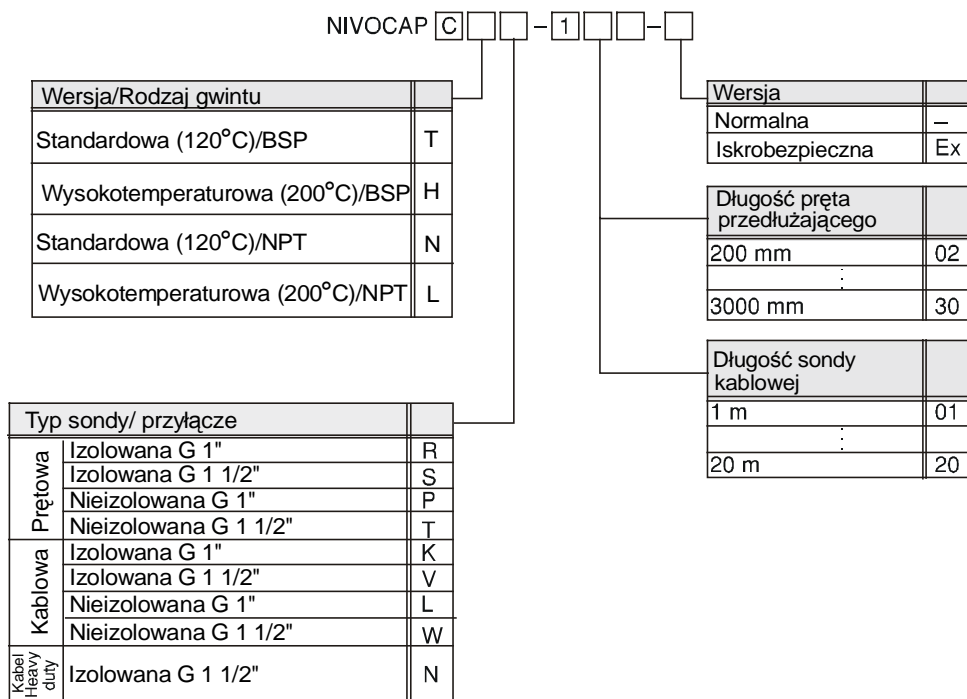 NIVOCAP C - 1 -
Wersja/Rodzaj gwintu
Standardowa (120°C)/BSP T
Wysokotemperaturowa (200°C)/BSP H
Standardowa (120°C)/NPT N
Wysokotemperaturowa (200°C)/NPT L
Wersja
Normalna –
Iskrobezpieczna Ex
Długość pręta
przedłużającego
200 mm 02
⋮
3000 mm 30
Długość sondy
kablowej
1 m 01
⋮
20 m 20
Typ sondy/ przyłącze
Prętowa
Izolowana G 1" R
Izolowana G 1 1/2" S
Nieizolowana G 1" P
Nieizolowana G 1 1/2" T
Kablowa
Izolowana G 1" K
Izolowana G 1 1/2" V
Nieizolowana G 1" L
Nieizolowana G 1 1/2" W
Kabel
Heavy
duty
Izolowana G 1 1/2" N